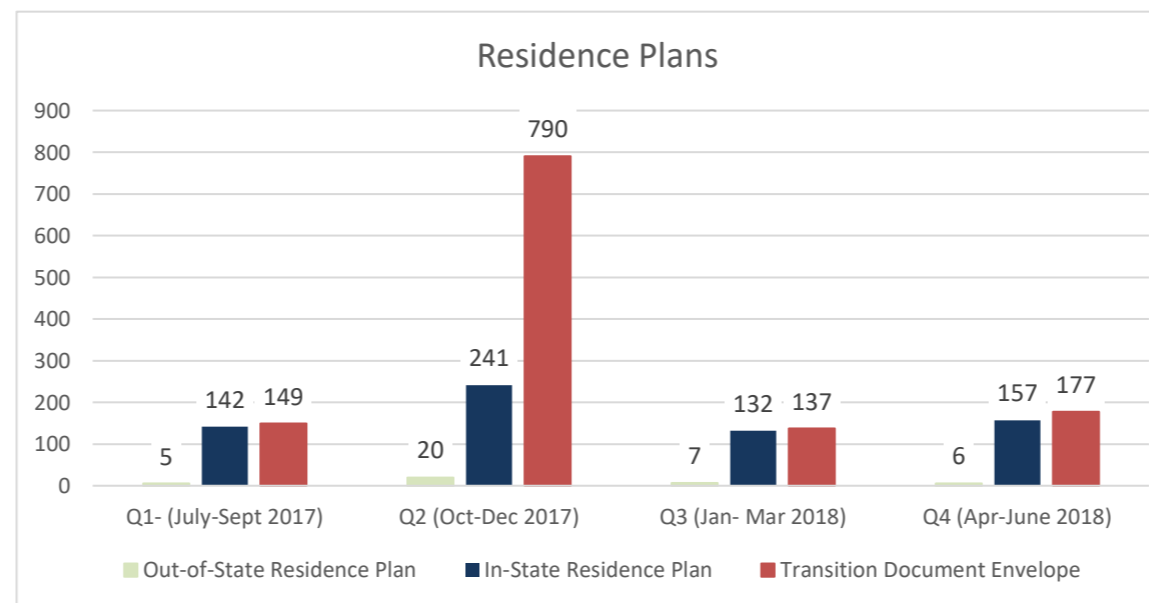 Residence Plans
900
800
700
600
500
400
300
200
100
0
5
142
149
20
241
790
7
132
137
6
157
177
Q1- (July-Sept 2017)
Q2 (Oct-Dec 2017)
Q3 (Jan- Mar 2018)
Q4 (Apr-June 2018)
Out-of-State Residence Plan
In-State Residence Plan
Transition Document Envelope